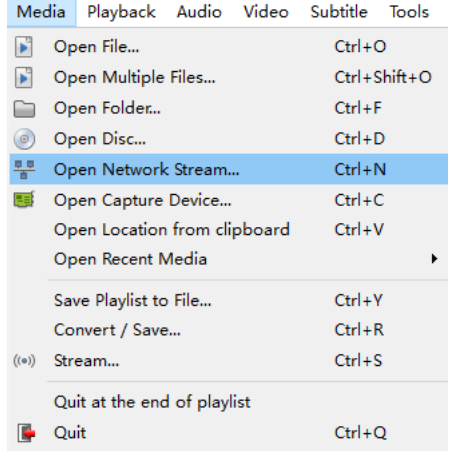 Media Playback Audio Video Subtitle Tools
Open File... Ctrl+O
Open Multiple Files... Ctrl+Shift+O
Open Folder... Ctrl+F
Open Disc... Ctrl+D
Open Network Stream... Ctrl+N
Open Capture Device... Ctrl+C
Open Location from clipboard Ctrl+V
Open Recent Media
Save Playlist to File... Ctrl+Y
Convert / Save... Ctrl+R
Stream... Ctrl+S
Quit at the end of playlist
Quit Ctrl+Q